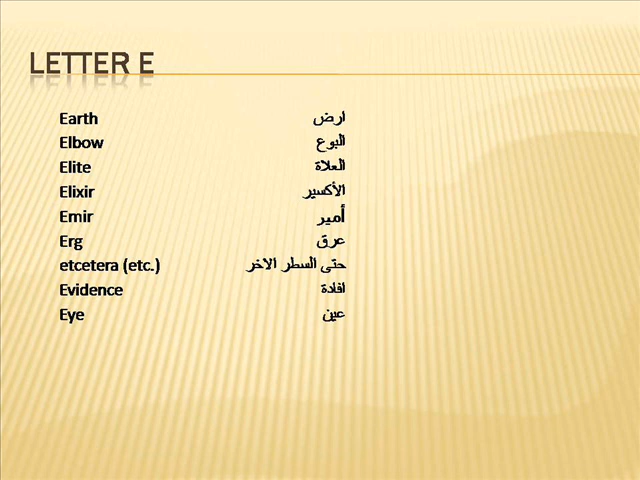 LETTER E
Earth ارض
Elbow البوع
Elite العلاة
Elixir الأكسير
Emir أمير
Erg عرق
etcetera (etc.) حتى السطر الاخر
Evidence افادة
Eye عين